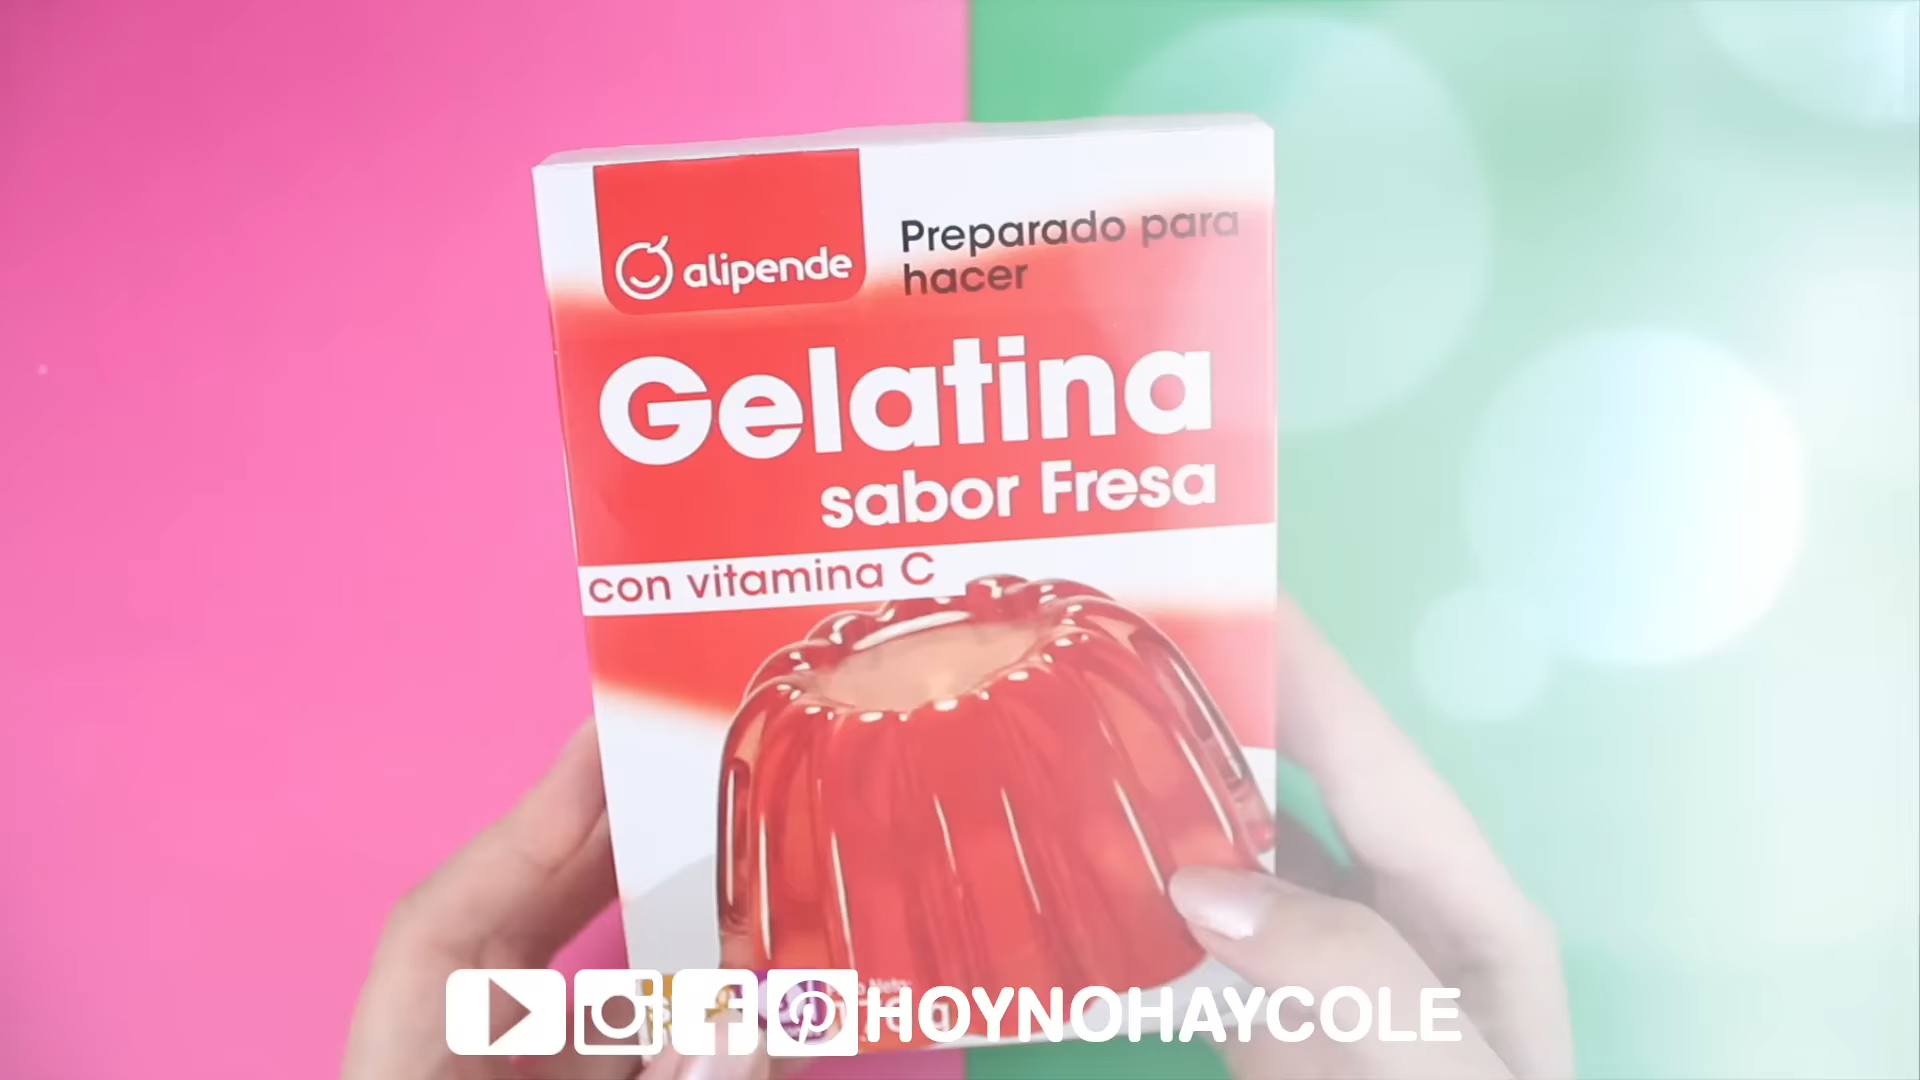 alipende
Preparado para
hacer
Gelatina
sabor Fresa
con vitamina C
HOYNOHAYCOLE